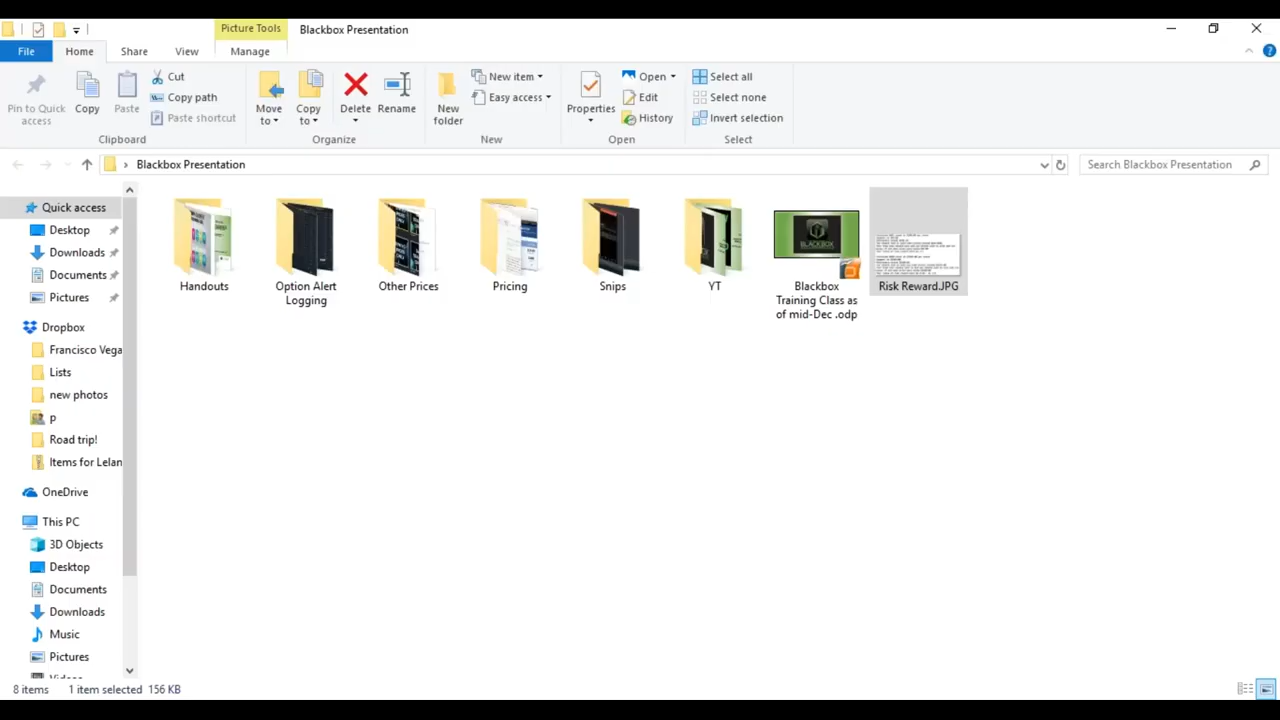 Picture Tools
Blackbox Presentation
File
Home
Share
View
Manage
Pin to Quick
access
Copy
Paste
Cut
Copy path
Paste shortcut
Clipboard
Move
to
Copy
to
Delete
Rename
Organize
New
folder
New item
Easy access
New
Properties
Open
Edit
History
Open
Select all
Select none
Invert selection
Select
Blackbox Presentation
Search Blackbox Presentation
Quick access
Desktop
Downloads
Documents
Pictures
Dropbox
Francisco Vega
Lists
new photos
p
Road trip!
Items for Lelan
OneDrive
This PC
3D Objects
Desktop
Documents
Downloads
Music
Pictures
Handouts
Option Alert
Logging
Other Prices
Pricing
Snips
YT
BLACKBOX
Blackbox
Training Class as
of mid-Dec .odp
Risk Reward.JPG
8 items
1 item selected 156 KB